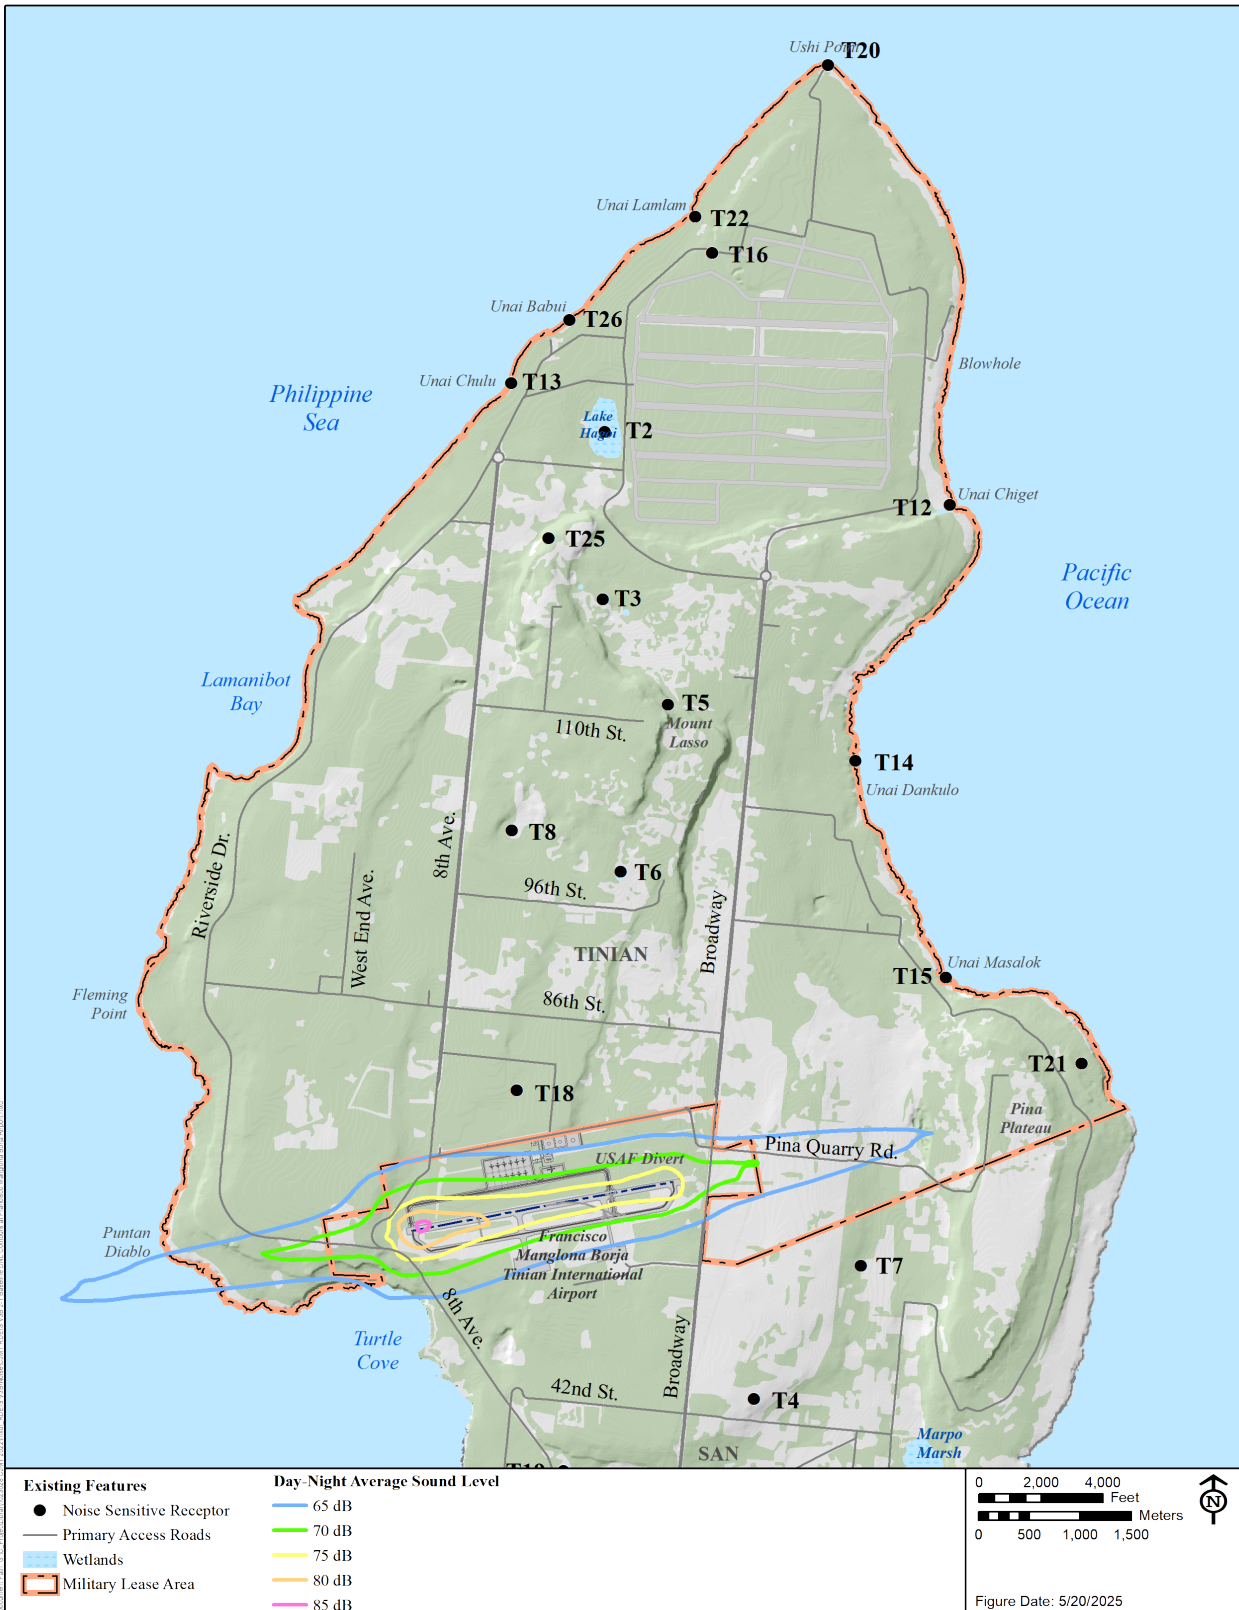 Ushi Point
T20
Unai Lamlam
T22
T16
Unai Babui
T26
Blowhole
Unai Chulu
T13
Philippine
Sea
Lake
Hagoi
T2
Unai Chiget
T12
T25
Pacific
Ocean
T3
Lamanibot
Bay
T5
Mount
Lasso
110th St.
T14
Unai Dankulo
8th Ave.
T8
Riverside Dr.
T6
96th St.
West End Ave.
Broadway
TINIAN
Unai Masalok
T15
Fleming
Point
86th St.
T21
T18
Pina
Plateau
Pina Quarry Rd.
USAF Divert
Puntan
Diablo
Francisco
Manglona Borja
Tinian International
Airport
T7
8th Ave.
Turtle
Cove
Broadway
42nd St.
T4
Marpo
Marsh
SAN
Existing Features
Noise Sensitive Receptor
Primary Access Roads
Wetlands
Military Lease Area
Day-Night Average Sound Level
65 dB
70 dB
75 dB
80 dB
85 dB
0 2,000 4,000
Feet
Meters
0 500 1,000 1,500
N
Figure Date: 5/20/2025